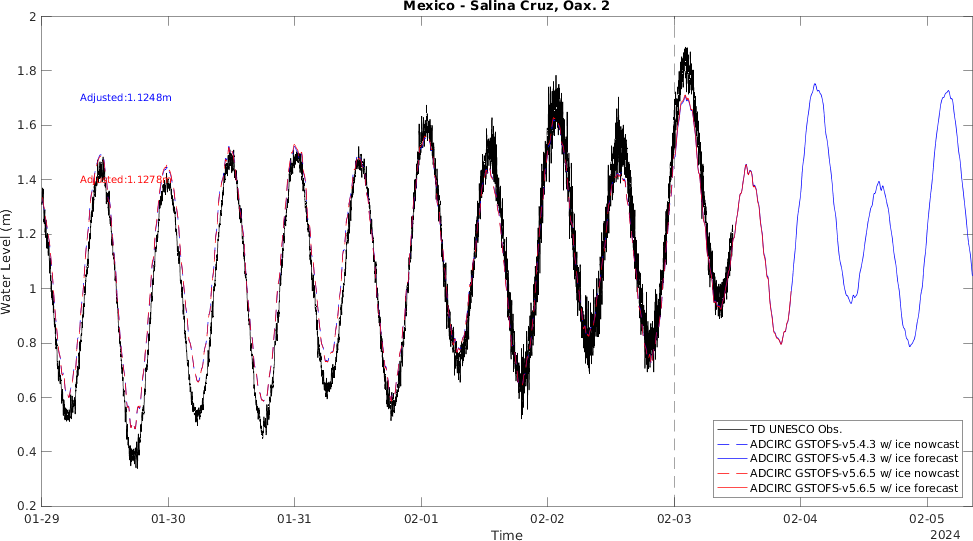 Mexico - Salina Cruz, Oax. 2
2
1.8
1.6
1.4
1.2
1
0.8
0.6
0.4
0.2
Water Level (m)
Adjusted:1.1248m
Adjusted:1.1278m
TD UNESCO Obs.
ADCIRC GSTOFS-v5.4.3 w/ ice nowcast
ADCIRC GSTOFS-v5.4.3 w/ ice forecast
ADCIRC GSTOFS-v5.6.5 w/ ice nowcast
ADCIRC GSTOFS-v5.6.5 w/ ice forecast
01-29 01-30 01-31 02-01 02-02 02-03 02-04 02-05
Time
2024